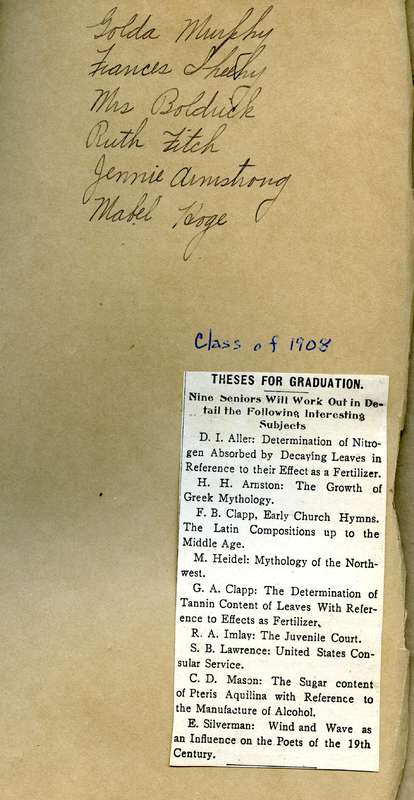 Golda Murphy
Frances Sheehy
Mrs Boldrick
Ruth Fitch
Jennie Armstrong
Mabel Hoge
Class of 1908
THESES FOR GRADUATION.
Nine Seniors Will Work Out in De-
tail the Following Interesting
Subjects
D. I. Aller: Determination of Nitro-
gen Absorbed by Decaying Leaves in
Reference to their Effect as a Fertilizer.
H. H. Arnston: The Growth of
Greek Mythology.
F. B. Clapp, Early Church Hymns.
The Latin Compositions up to the
Middle Age.
M. Heidel: Mythology of the North-
west.
G. A. Clapp: The Determination of
Tannin Content of Leaves With Refer-
ence to Effects as Fertilizer.
R. A. Imlay: The Juvenile Court.
S. B. Lawrence: United States Con-
sular Service.
C. D. Mason: The Sugar content
of Pteris Aquilina with Reference to
the Manufacture of Alcohol.
E. Silverman: Wind and Wave as
an Influence on the Poets of the 19th
Century.